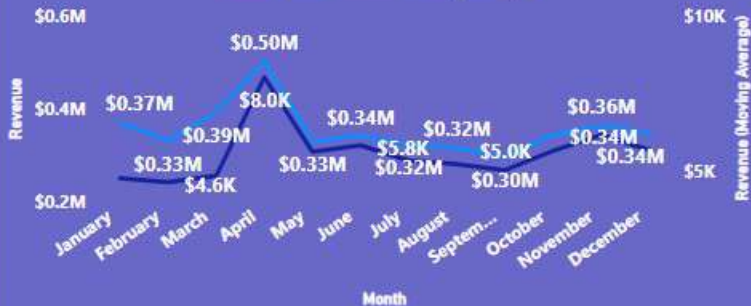 $0.6M
$10K
$0.50M
$0.37M
$8.0K
$0.34M
$0.36M
$0.4M
$0.39M
$0.32M
$0.34M
$0.33M
$5.8K
$5.0K
$0.34M
$0.33M
$4.6K
$0.32M
$0.30M
$5K
$0.2M
Revenue
Revenue (Moving Average)
January
February
March
April
May
June
July
August
Septem...
October
November
December
Month